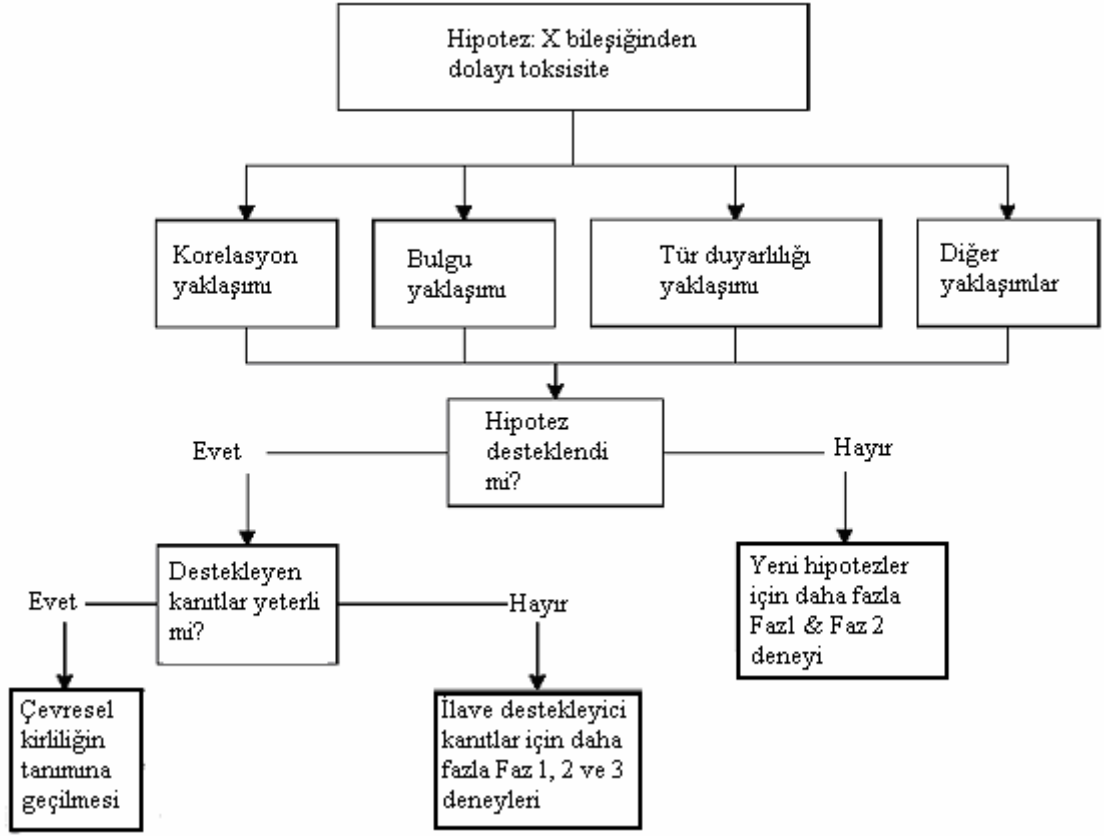 Hipotez: X bileşiğinden
dolayı toksisite
Korelasyon
yaklaşımı
Bulgu
yaklaşımı
Tür duyarlılığı
yaklaşımı
Diğer
yaklaşımlar
Hipotez
desteklendi
mi?
Evet
Hayır
Destekleyen
kanıtlar yeterli
mi?
Yeni hipotezler
için daha fazla
Faz1 & Faz 2
deneyi
Evet
Hayır
Çevresel
kirliliğin
tanımına
geçilmesi
İlave destekleyici
kanıtlar için daha
fazla Faz 1, 2 ve 3
deneyleri